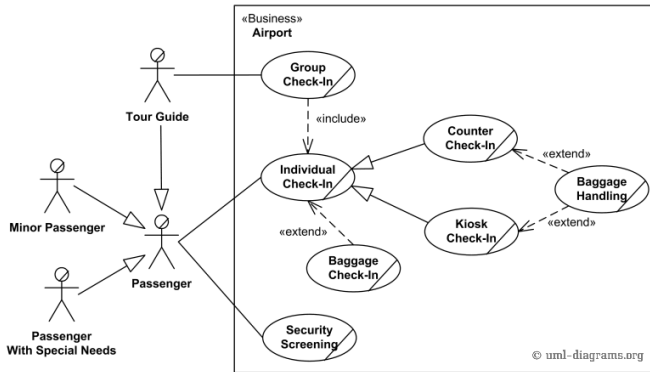 «Business»
Airport
Group
Check-In
Tour Guide
«include»
Counter
Check-In
«extend»
Individual
Check-In
Baggage
Handling
Minor Passenger
«extend»
Kiosk
Check-In
«extend»
Passenger
Baggage
Check-In
Passenger
With Special Needs
Security
Screening
© uml-diagrams.org